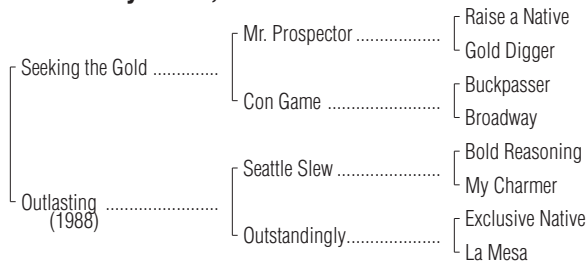 Raise a Native
Mr. Prospector ..................
Gold Digger
Seeking the Gold ..............
Buckpasser
Con Game ........................
Broadway
Bold Reasoning
Seattle Slew ......................
My Charmer
Outlasting ........................
(1988)
Exclusive Native
Outstandingly....................
La Mesa